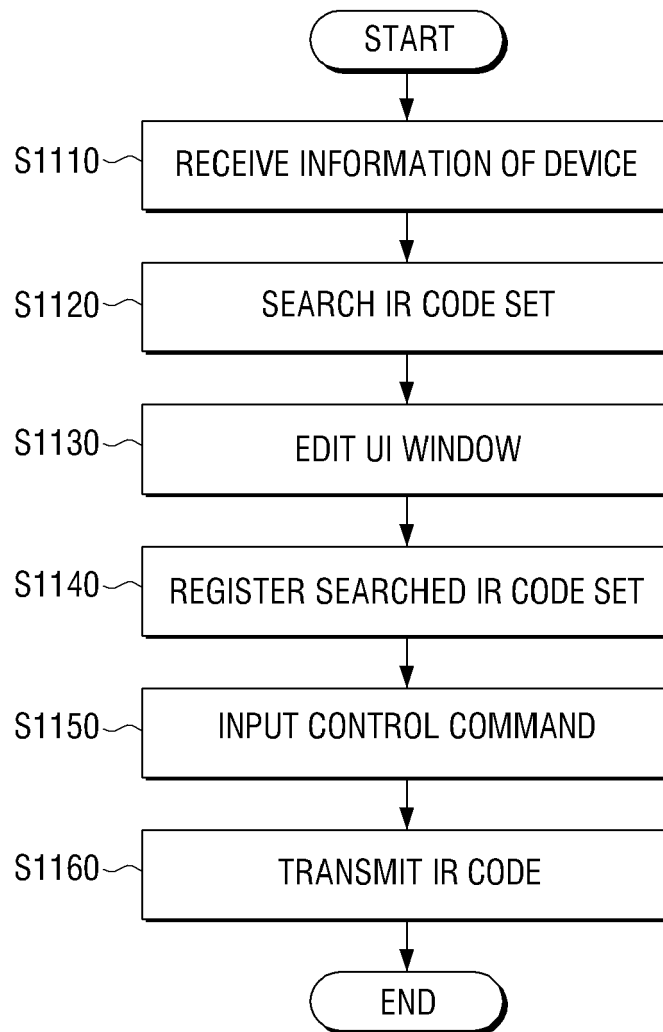 START
S1110 RECEIVE INFORMATION OF DEVICE
S1120 SEARCH IR CODE SET
S1130 EDIT UI WINDOW
S1140 REGISTER SEARCHED IR CODE SET
S1150 INPUT CONTROL COMMAND
S1160 TRANSMIT IR CODE
END